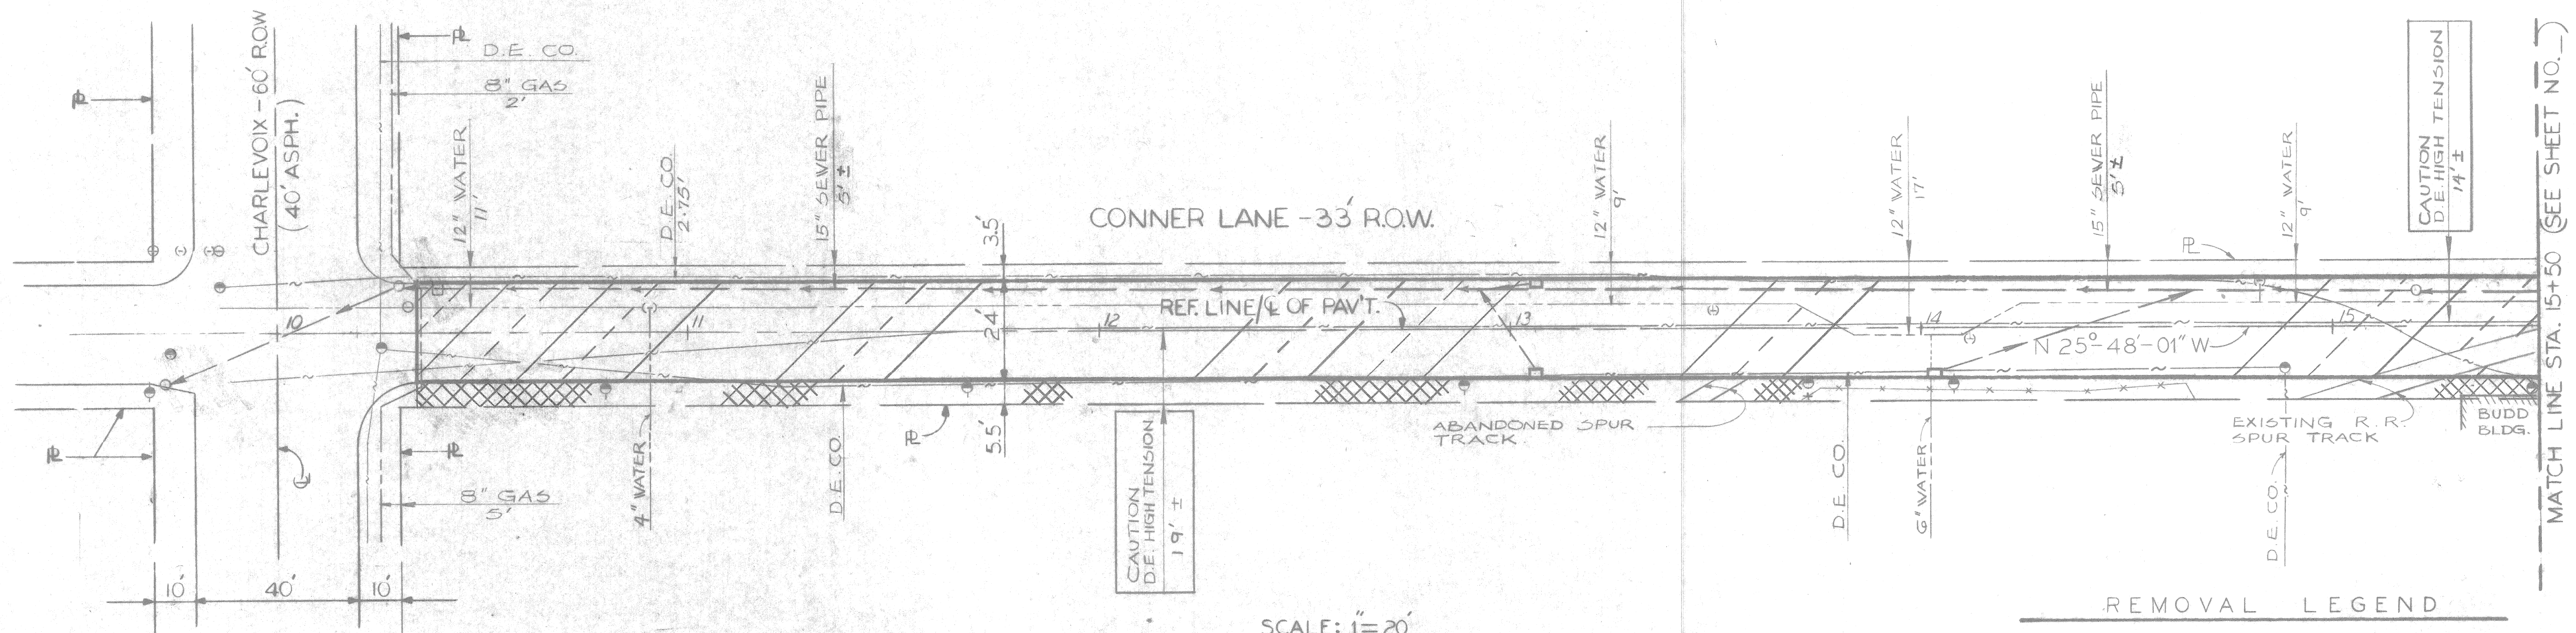 CHARLEVOIX - 60' R.O.W
(40' ASPH.)
℄
10'
40'
10'
℄
D.E. CO.
8" GAS
2'
8" GAS
5'
12" WATER
11'
D.E. CO.
2.75'
15" SEWER PIPE
5' ±
3.5'
24'
5.5'
CONNER LANE - 33' R.O.W.
12" WATER
9'
12" WATER
17'
15" SEWER PIPE
5' ±
12" WATER
9'
CAUTION
D.E. HIGH TENSION
14' ±
MATCH LINE STA. 15+50 (SEE SHEET NO._)
REF. LINE/℄ OF PAV'T.
10
11
12
13
14
15
N 25°-48'-01" W
4" WATER
D.E. CO.
CAUTION
D.E. HIGH TENSION
19' ±
ABANDONED SPUR
TRACK
D.E. CO.
6" WATER
EXISTING R.R.
SPUR TRACK
D.E CO.
BUDD
BLDG.
SCALE: 1"=20'
REMOVAL LEGEND